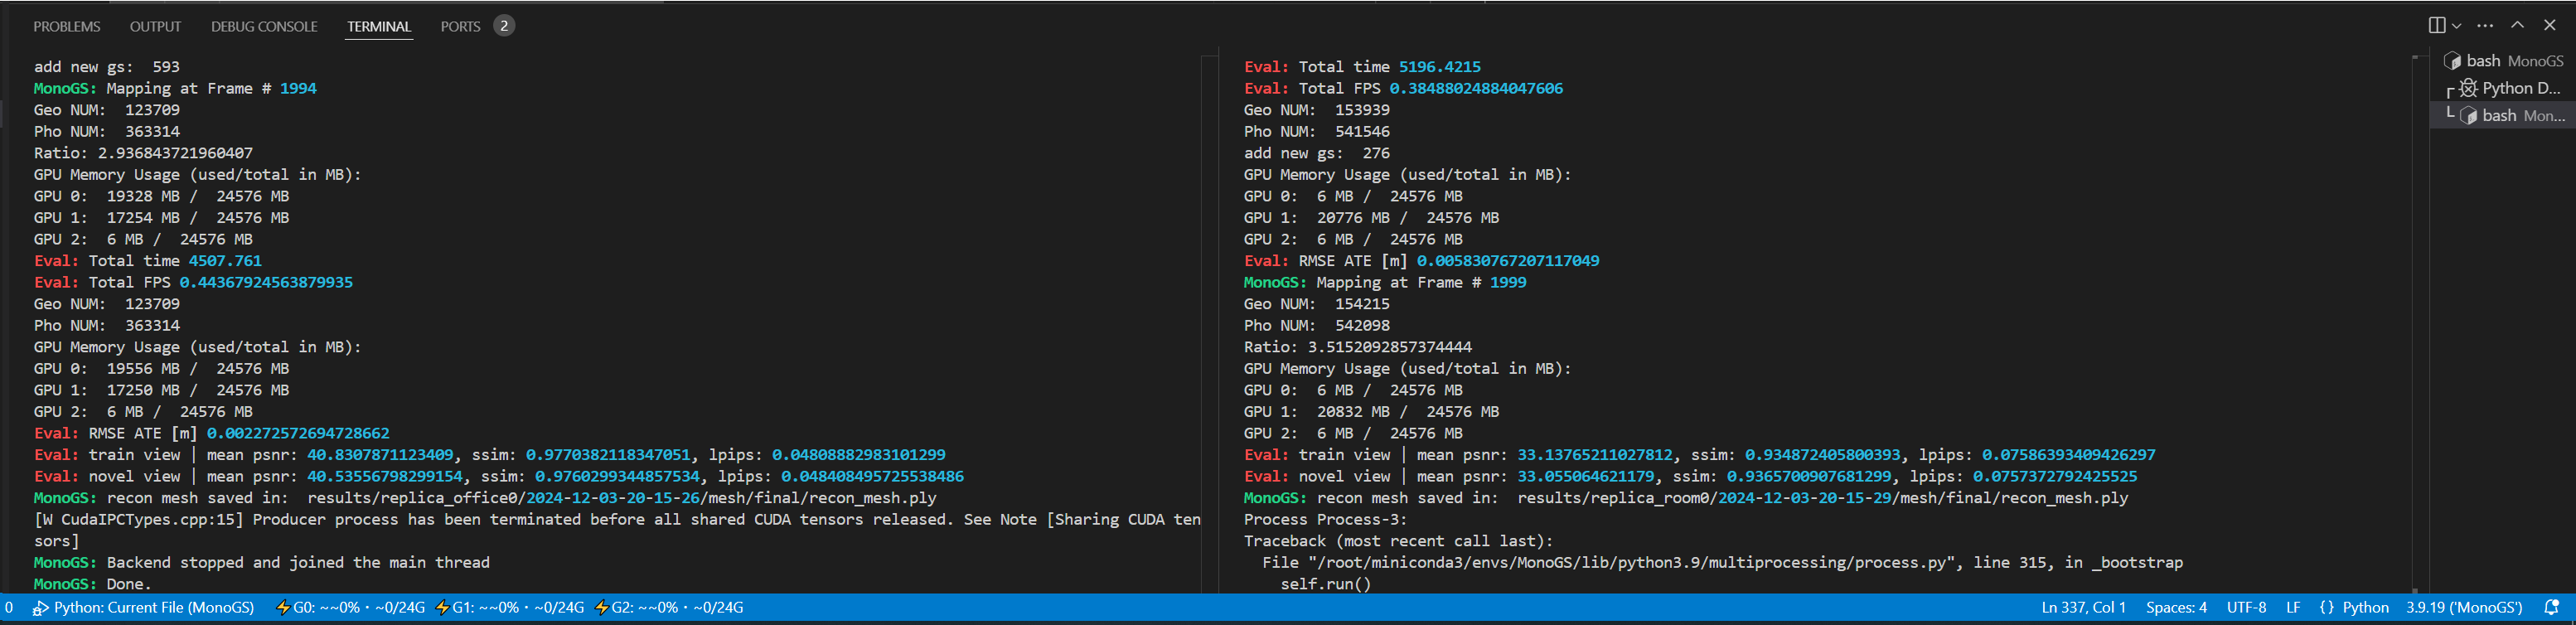 PROBLEMS OUTPUT DEBUG CONSOLE TERMINAL PORTS 2
add new gs:  593
MonoGS: Mapping at Frame # 1994
Geo NUM:  123709
Pho NUM:  363314
Ratio: 2.936843721960407
GPU Memory Usage (used/total in MB):
GPU 0:  19328 MB /  24576 MB
GPU 1:  17254 MB /  24576 MB
GPU 2:  6 MB /  24576 MB
Eval: Total time 4507.761
Eval: Total FPS 0.44367924563879935
Geo NUM:  123709
Pho NUM:  363314
GPU Memory Usage (used/total in MB):
GPU 0:  19556 MB /  24576 MB
GPU 1:  17250 MB /  24576 MB
GPU 2:  6 MB /  24576 MB
Eval: RMSE ATE [m] 0.002272572694728662
Eval: train view | mean psnr: 40.8307871123409, ssim: 0.9770382118347051, lpips: 0.04808882983101299
Eval: novel view | mean psnr: 40.53556798299154, ssim: 0.9760299344857534, lpips: 0.048408495725538486
MonoGS: recon mesh saved in:  results/replica_office0/2024-12-03-20-15-26/mesh/final/recon_mesh.ply
[W CudaIPCTypes.cpp:15] Producer process has been terminated before all shared CUDA tensors released. See Note [Sharing CUDA ten
sors]
MonoGS: Backend stopped and joined the main thread
MonoGS: Done.
Eval: Total time 5196.4215
Eval: Total FPS 0.38488024884047606
Geo NUM:  153939
Pho NUM:  541546
add new gs:  276
GPU Memory Usage (used/total in MB):
GPU 0:  6 MB /  24576 MB
GPU 1:  20776 MB /  24576 MB
GPU 2:  6 MB /  24576 MB
Eval: RMSE ATE [m] 0.005830767207117049
MonoGS: Mapping at Frame # 1999
Geo NUM:  154215
Pho NUM:  542098
Ratio: 3.5152092857374444
GPU Memory Usage (used/total in MB):
GPU 0:  6 MB /  24576 MB
GPU 1:  20832 MB /  24576 MB
GPU 2:  6 MB /  24576 MB
Eval: train view | mean psnr: 33.13765211027812, ssim: 0.934872405800393, lpips: 0.07586393409426297
Eval: novel view | mean psnr: 33.055064621179, ssim: 0.9365700907681299, lpips: 0.0757372792425525
MonoGS: recon mesh saved in:  results/replica_room0/2024-12-03-20-15-29/mesh/final/recon_mesh.ply
Process Process-3:
Traceback (most recent call last):
  File "/root/miniconda3/envs/MonoGS/lib/python3.9/multiprocessing/process.py", line 315, in _bootstrap
    self.run()
bash MonoGS
Python D...
bash Mon...
0 Python: Current File (MonoGS) ⚡G0: ~~0% · ~0/24G ⚡G1: ~~0% · ~0/24G ⚡G2: ~~0% · ~0/24G Ln 337, Col 1 Spaces: 4 UTF-8 LF {} Python 3.9.19 ('MonoGS')